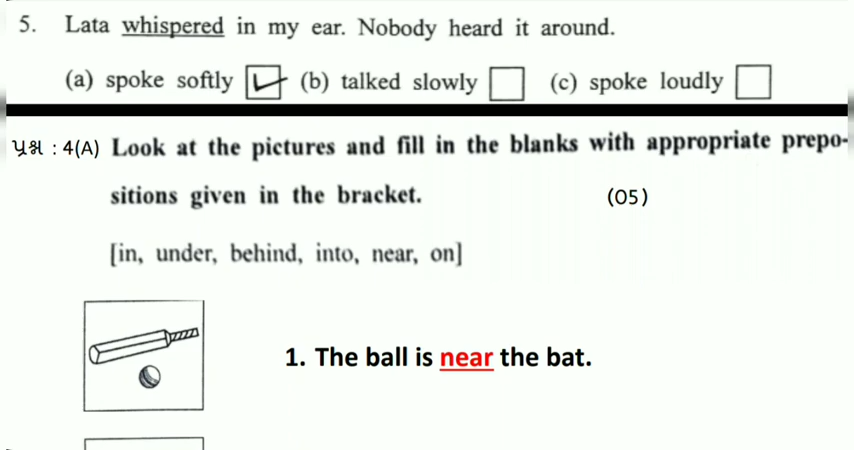 5. Lata whispered in my ear. Nobody heard it around.
(a) spoke softly (b) talked slowly (c) spoke loudly
પ્રશ્ન : 4(A) Look at the pictures and fill in the blanks with appropriate prepo-
sitions given in the bracket. (05)
[in, under, behind, into, near, on]
1. The ball is near the bat.